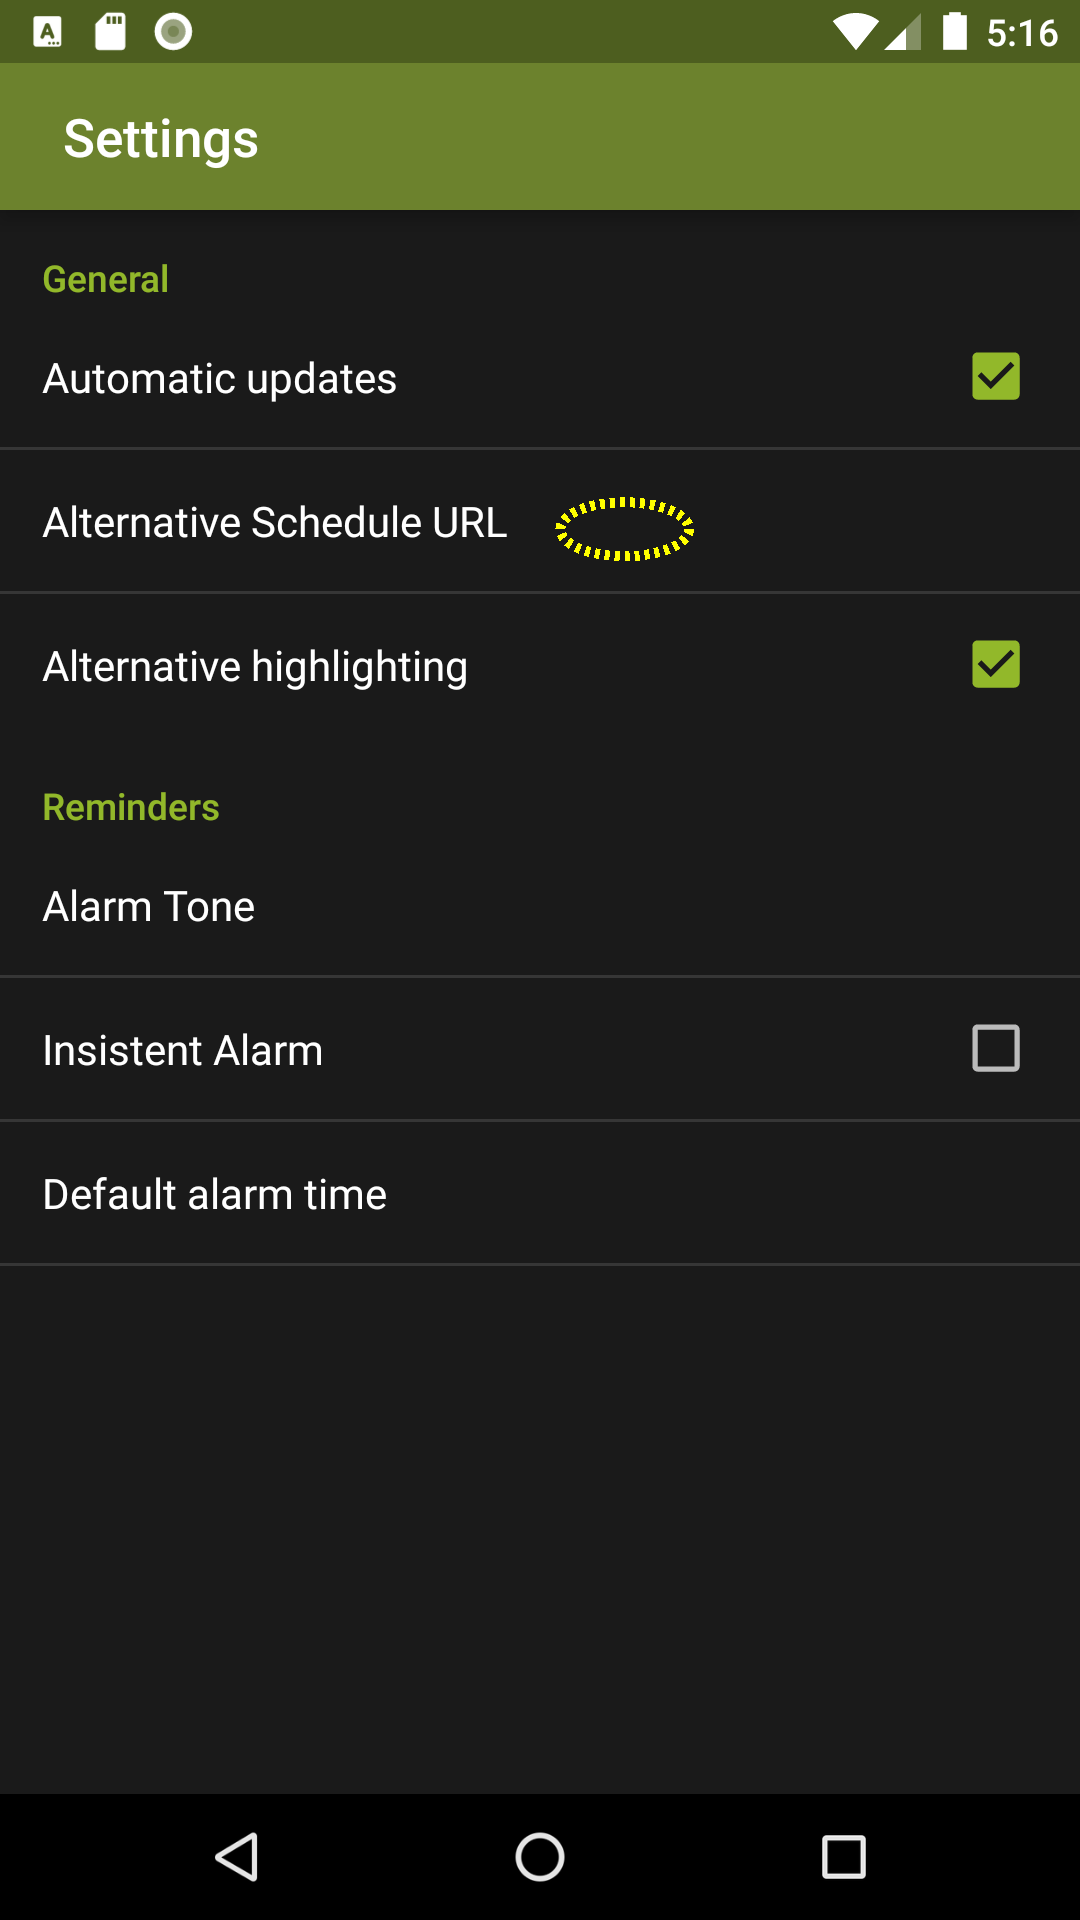 5:16
Settings
General
Automatic updates
Alternative Schedule URL
Alternative highlighting
Reminders
Alarm Tone
Insistent Alarm
Default alarm time